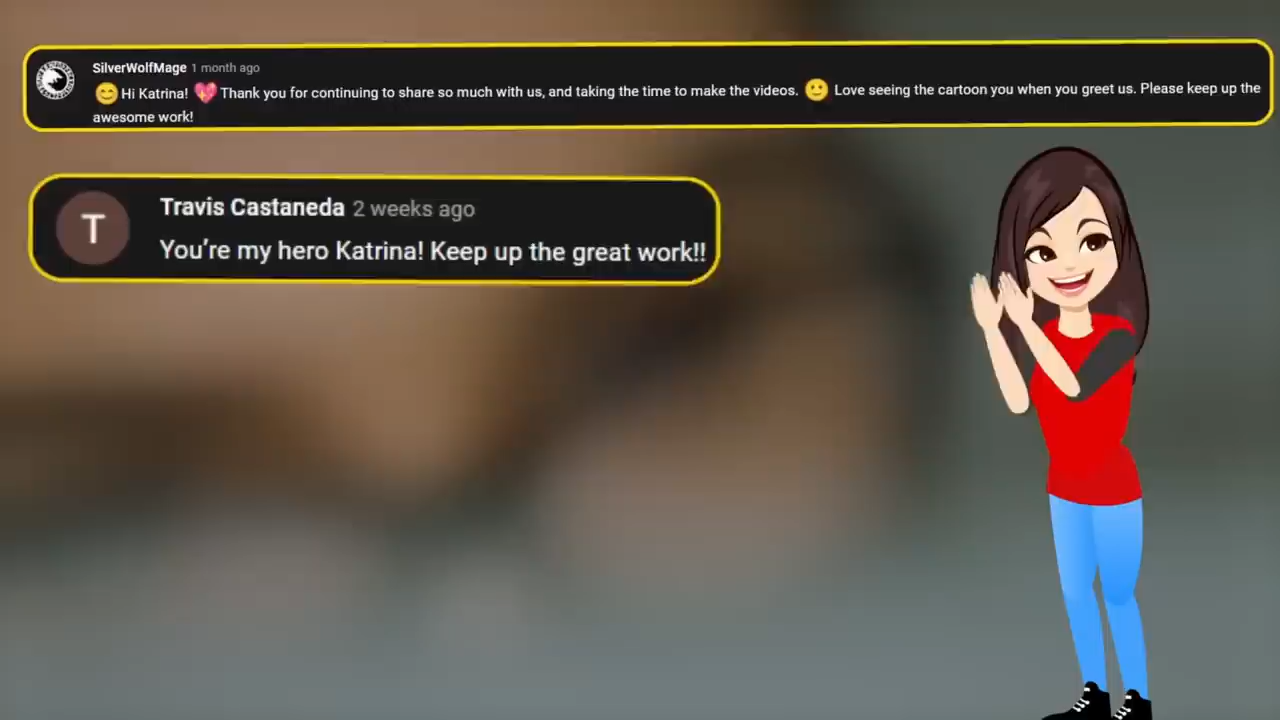 SilverWolfMage 1 month ago
😊 Hi Katrina! 💖 Thank you for continuing to share so much with us, and taking the time to make the videos. 🙂 Love seeing the cartoon you when you greet us. Please keep up the
awesome work!
T
Travis Castaneda 2 weeks ago
You're my hero Katrina! Keep up the great work!!